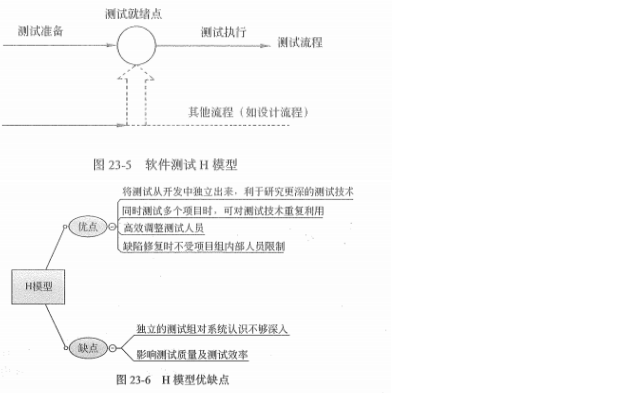 测试就绪点
测试准备
测试执行
测试流程
其他流程（如设计流程）
图 23-5 软件测试 H 模型
将测试从开发中独立出来，利于研究更深的测试技术
同时测试多个项目时，可对测试技术重复利用
优点
高效调整测试人员
缺陷修复时不受项目组内部人员限制
H模型
独立的测试组对系统认识不够深入
缺点
影响测试质量及测试效率
图 23-6 H 模型优缺点